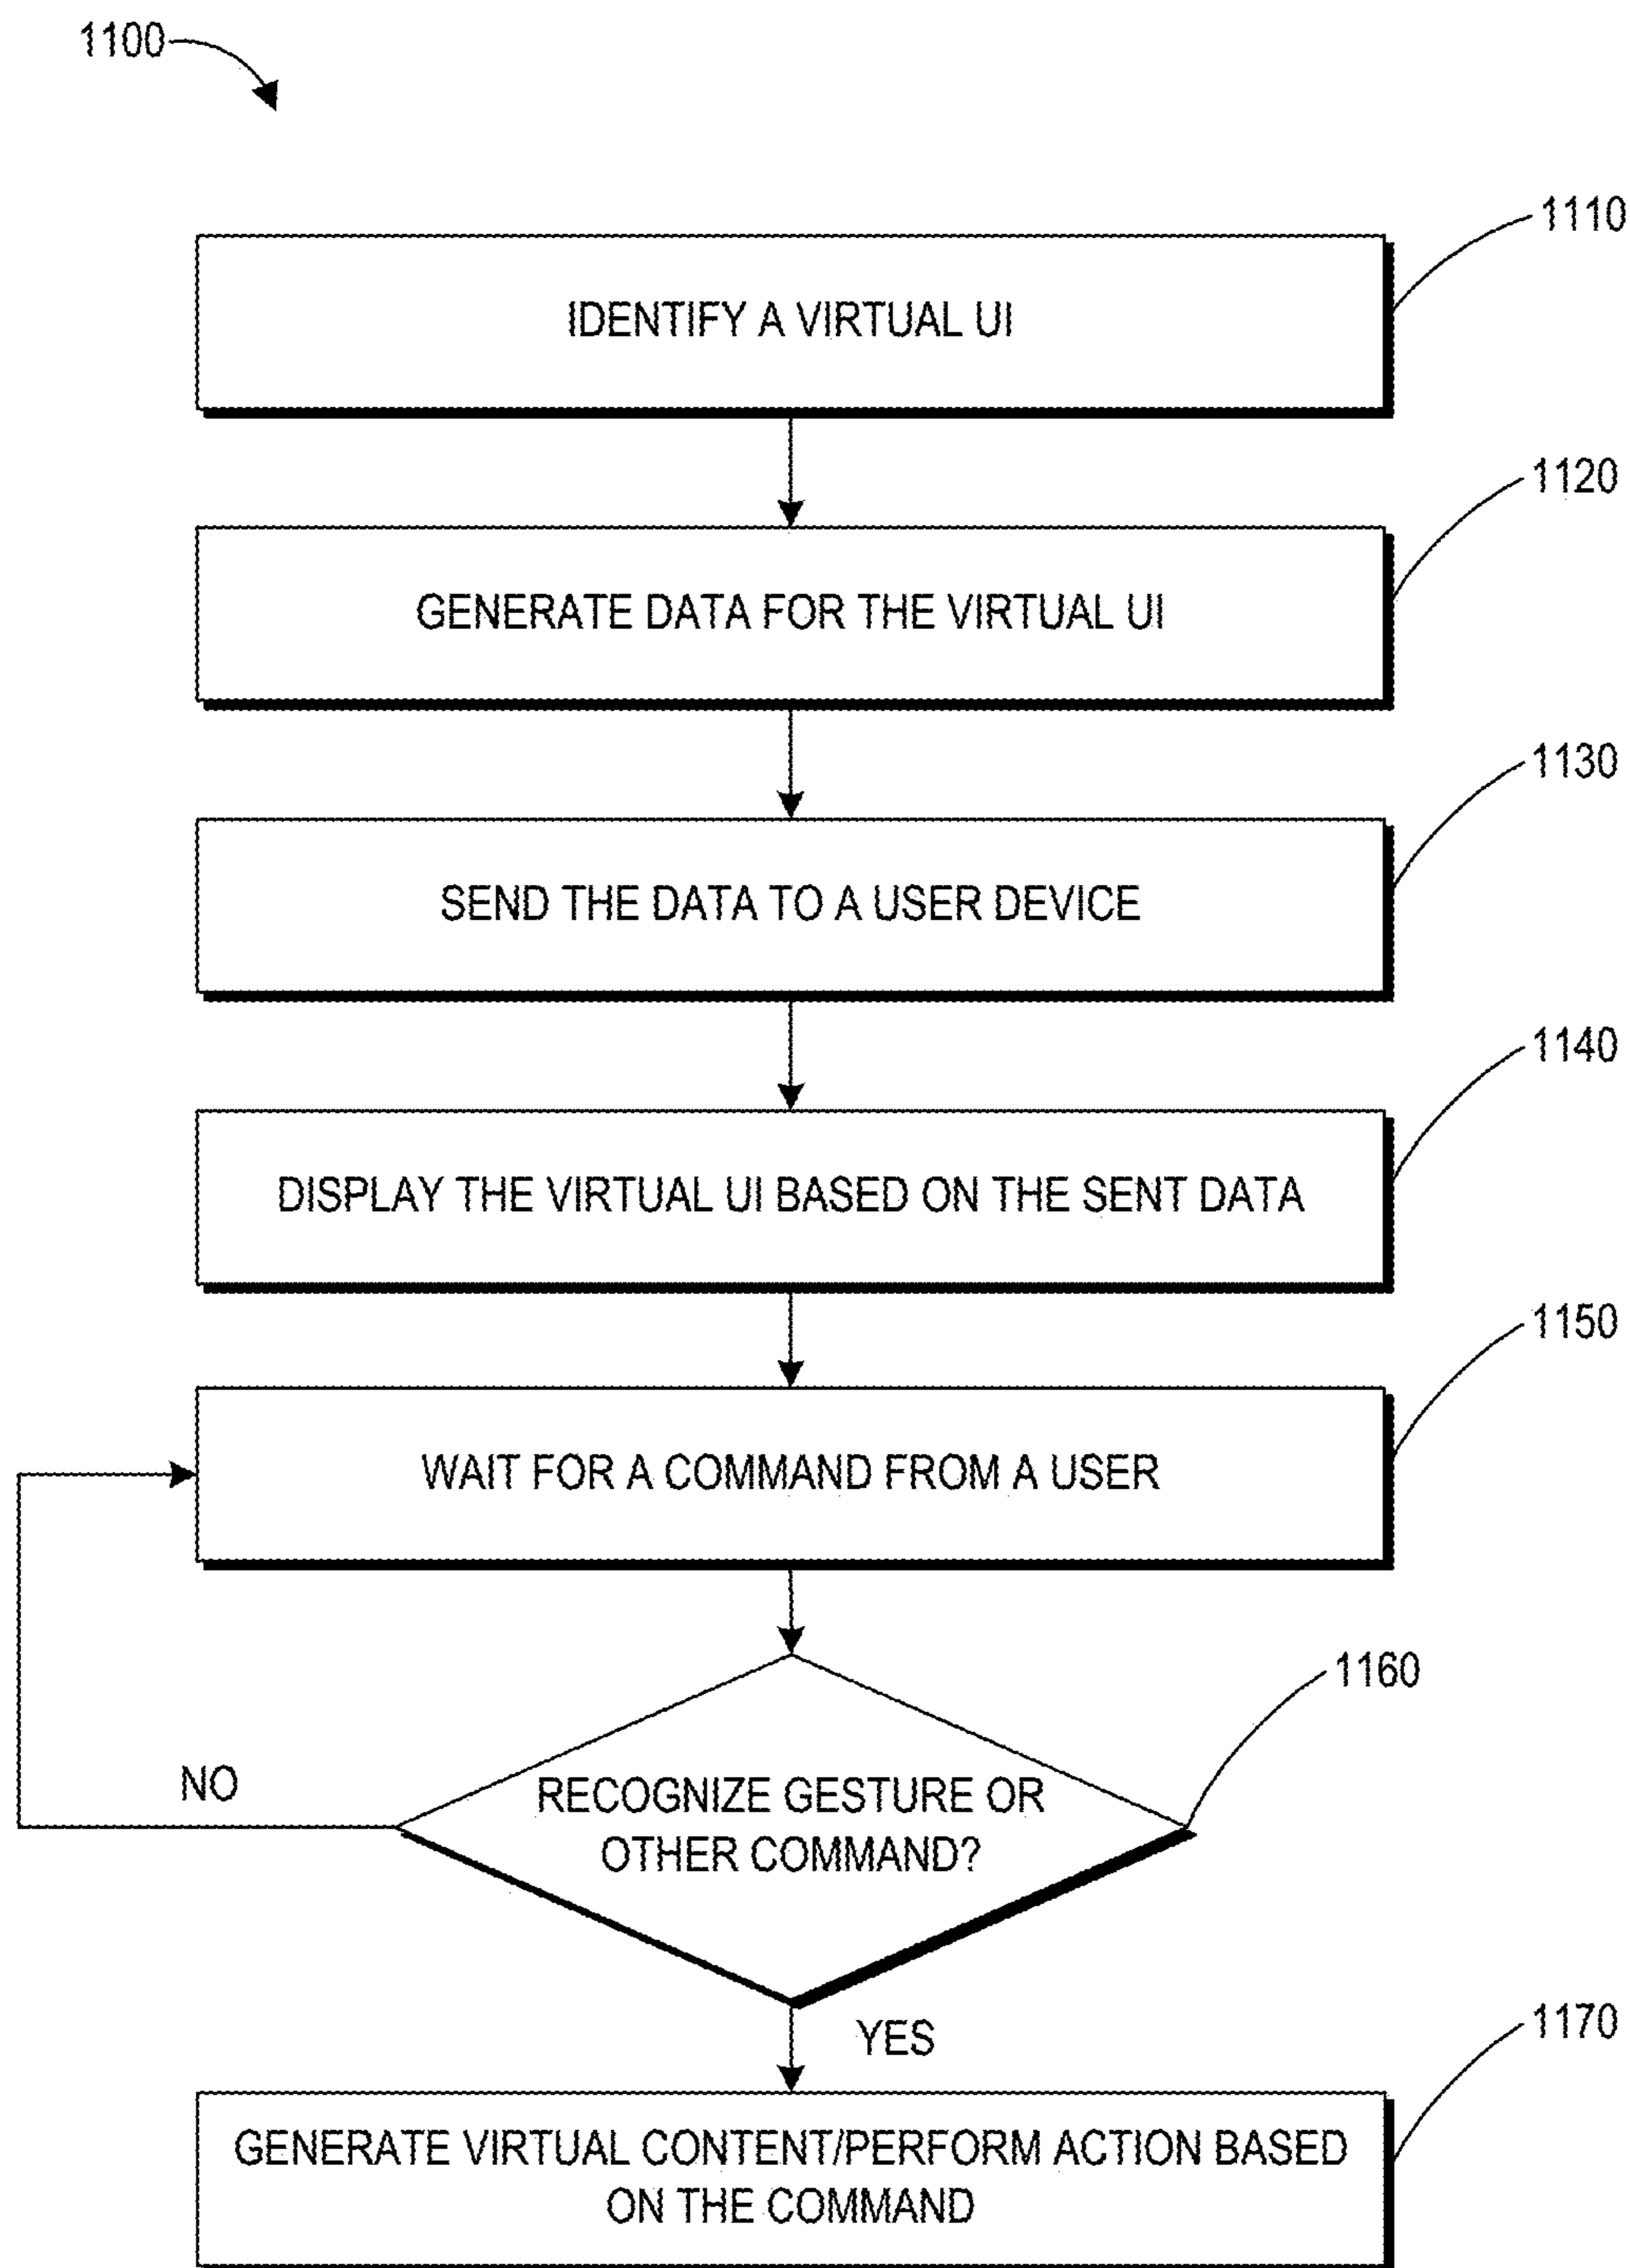 1100
1110
IDENTIFY A VIRTUAL UI
1120
GENERATE DATA FOR THE VIRTUAL UI
1130
SEND THE DATA TO A USER DEVICE
1140
DISPLAY THE VIRTUAL UI BASED ON THE SENT DATA
1150
WAIT FOR A COMMAND FROM A USER
1160
NO
RECOGNIZE GESTURE OR
OTHER COMMAND?
YES
1170
GENERATE VIRTUAL CONTENT/PERFORM ACTION BASED
ON THE COMMAND